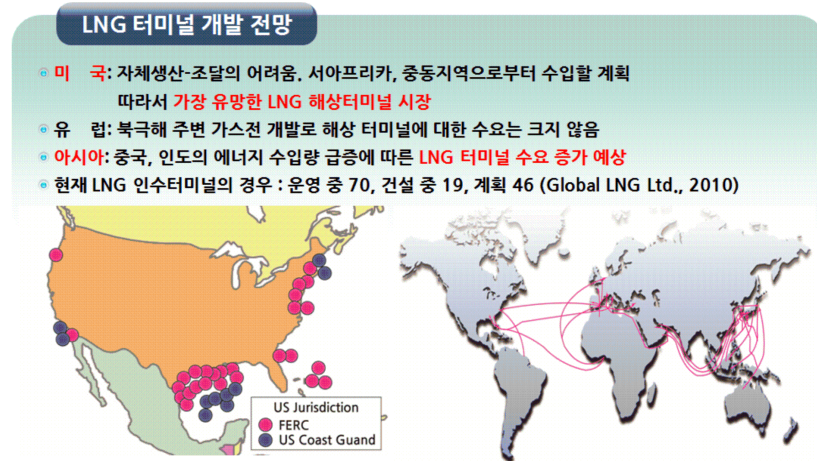 LNG 터미널 개발 전망
미 국: 자체생산-조달의 어려움. 서아프리카, 중동지역으로부터 수입할 계획
따라서 가장 유망한 LNG 해상터미널 시장
유 럽: 북극해 주변 가스전 개발로 해상 터미널에 대한 수요는 크지 않음
아시아: 중국, 인도의 에너지 수입량 급증에 따른 LNG 터미널 수요 증가 예상
현재 LNG 인수터미널의 경우 : 운영 중 70, 건설 중 19, 계획 46 (Global LNG Ltd., 2010)
US Jurisdiction
FERC
US Coast Guand